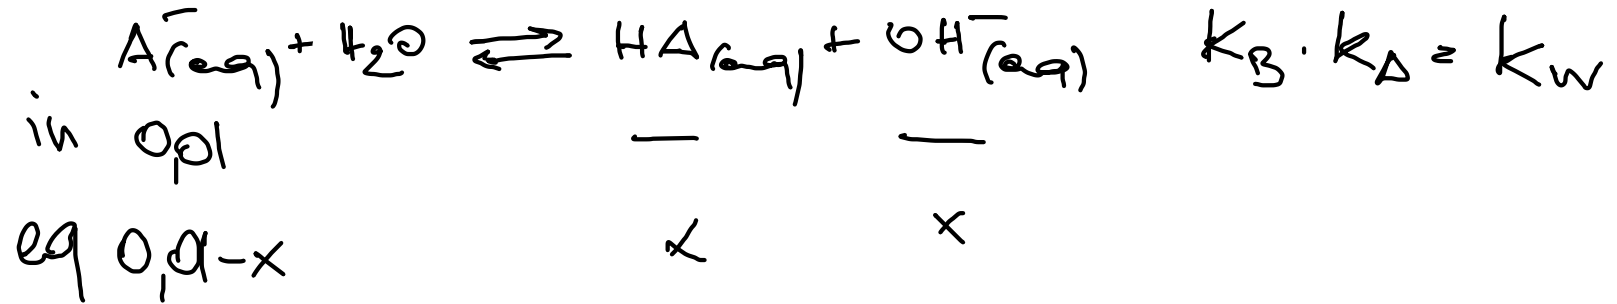 A⁻(aq) + H₂O ⇌ HA(aq) + OH⁻(aq) K_B · K_A = K_W
in 0,01 — —
eq 0,01-x x x